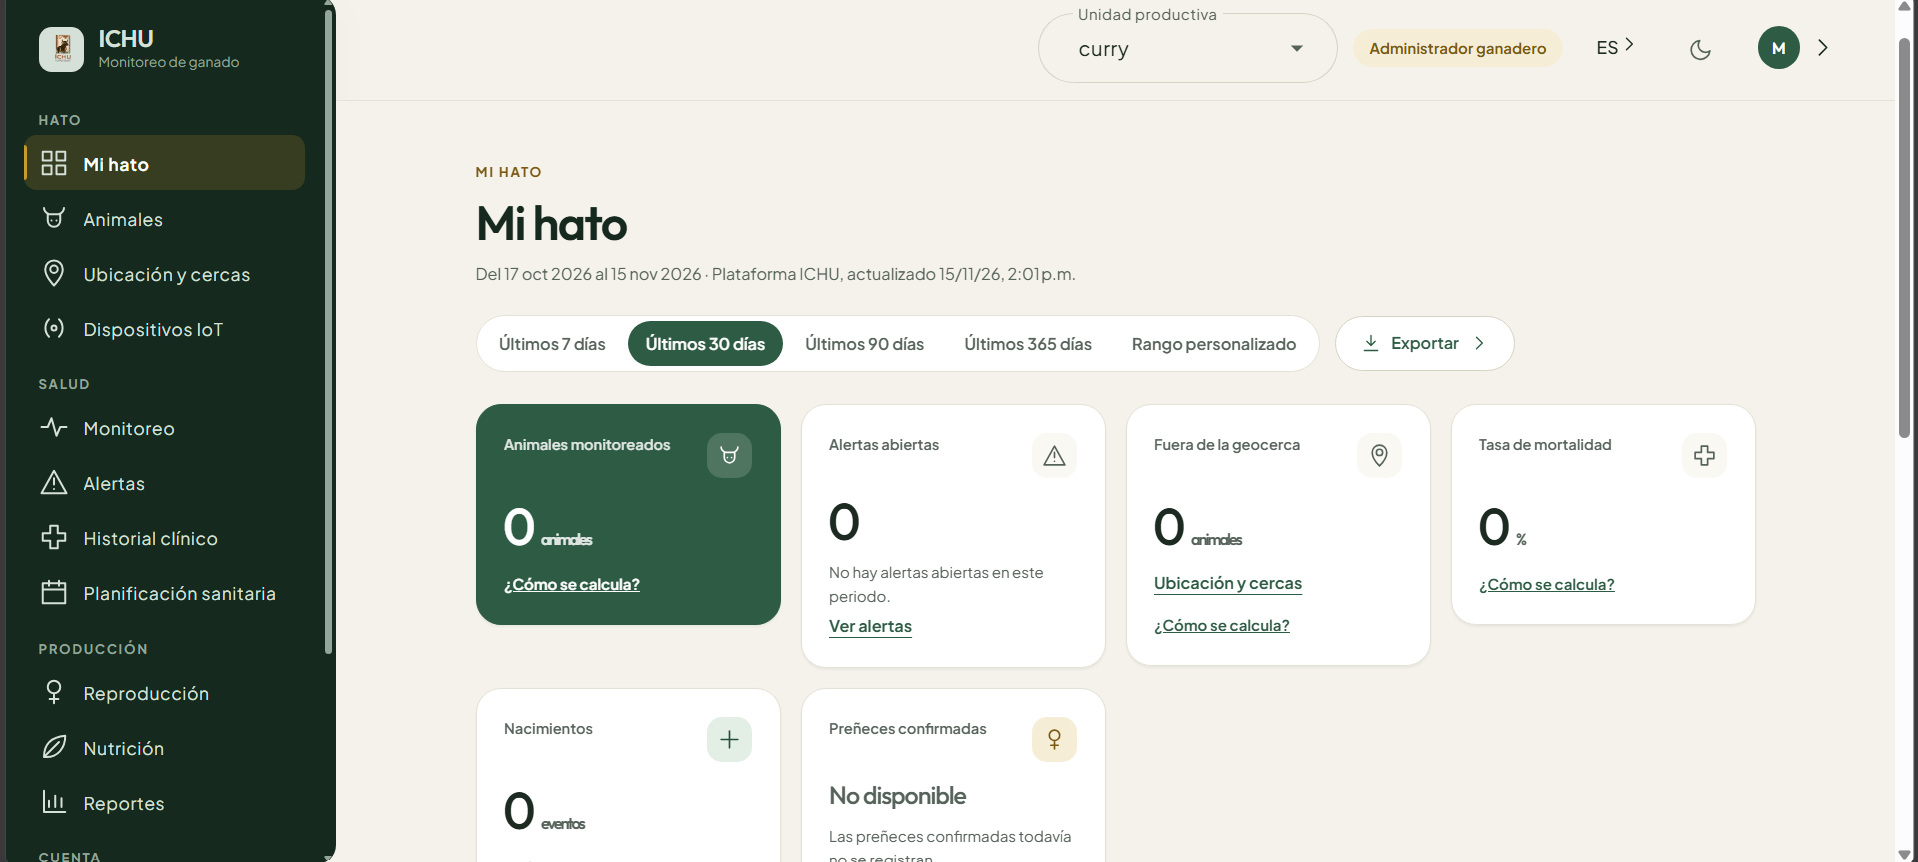 ICHU
Monitoreo de ganado
HATO
Mi hato
Animales
Ubicación y cercas
Dispositivos IoT
SALUD
Monitoreo
Alertas
Historial clínico
Planificación sanitaria
PRODUCCIÓN
Reproducción
Nutrición
Reportes
CUENTA
Unidad productiva
curry
Administrador ganadero
ES
M
MI HATO
Mi hato
Del 17 oct 2026 al 15 nov 2026 · Plataforma ICHU, actualizado 15/11/26, 2:01 p.m.
Últimos 7 días
Últimos 30 días
Últimos 90 días
Últimos 365 días
Rango personalizado
Exportar
Animales monitoreados
0 animales
¿Cómo se calcula?
Alertas abiertas
0
No hay alertas abiertas en este
periodo.
Ver alertas
Fuera de la geocerca
0 animales
Ubicación y cercas
¿Cómo se calcula?
Tasa de mortalidad
0 %
¿Cómo se calcula?
Nacimientos
0 eventos
Preñeces confirmadas
No disponible
Las preñeces confirmadas todavía
no se registran